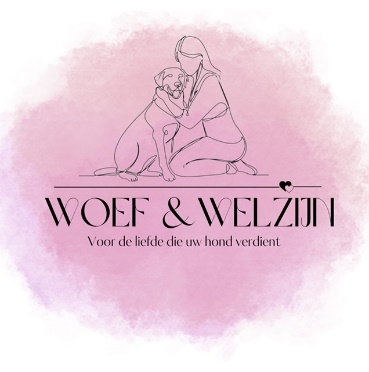 WOEF & WELZIJN
Voor de liefde die uw hond verdient